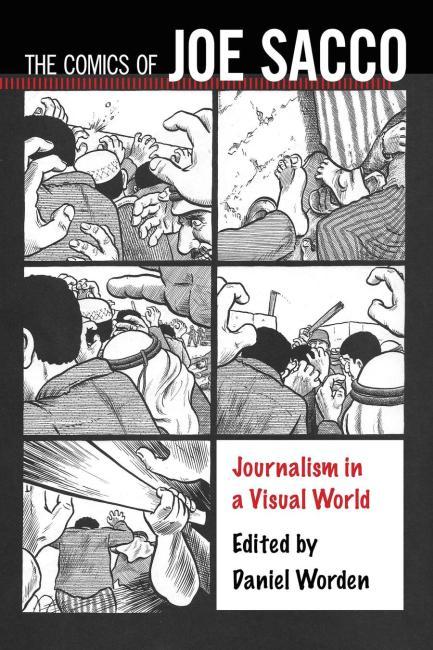 THE COMICS OF JOE SACCO
Journalism in
a Visual World
Edited by
Daniel Worden